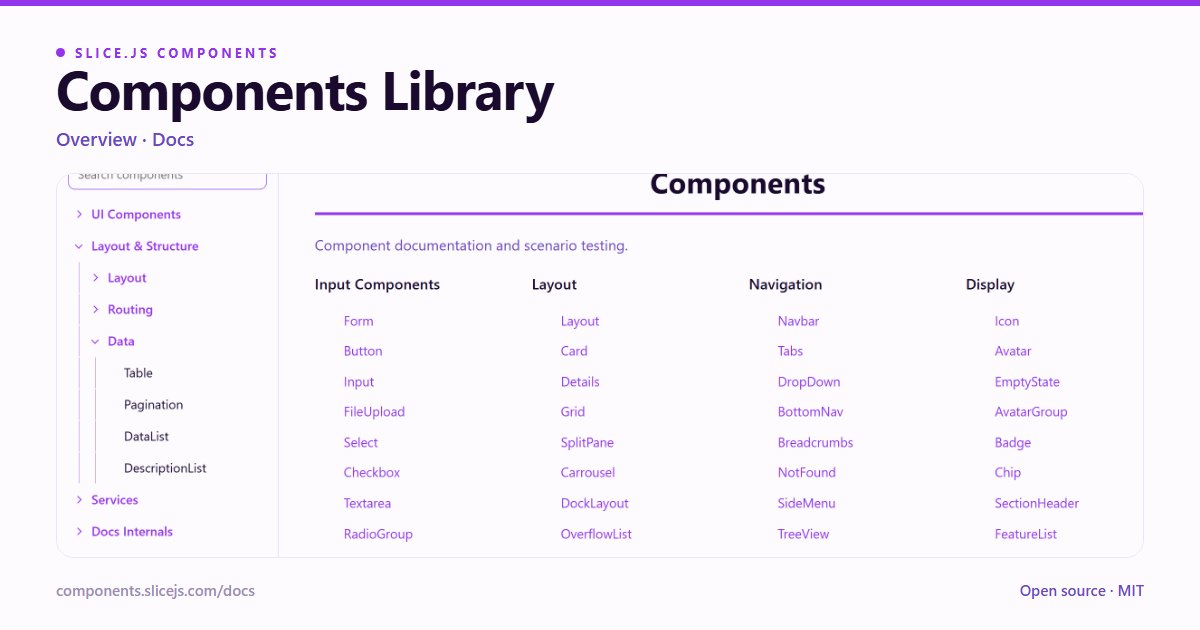 SLICE.JS COMPONENTS
Components Library
Overview · Docs
Search components
UI Components
Layout & Structure
Layout
Routing
Data
Table
Pagination
DataList
DescriptionList
Services
Docs Internals
Components
Component documentation and scenario testing.
Input Components
Form
Button
Input
FileUpload
Select
Checkbox
Textarea
RadioGroup
Layout
Layout
Card
Details
Grid
SplitPane
Carrousel
DockLayout
OverflowList
Navigation
Navbar
Tabs
DropDown
BottomNav
Breadcrumbs
NotFound
SideMenu
TreeView
Display
Icon
Avatar
EmptyState
AvatarGroup
Badge
Chip
SectionHeader
FeatureList
components.slicejs.com/docs
Open source · MIT